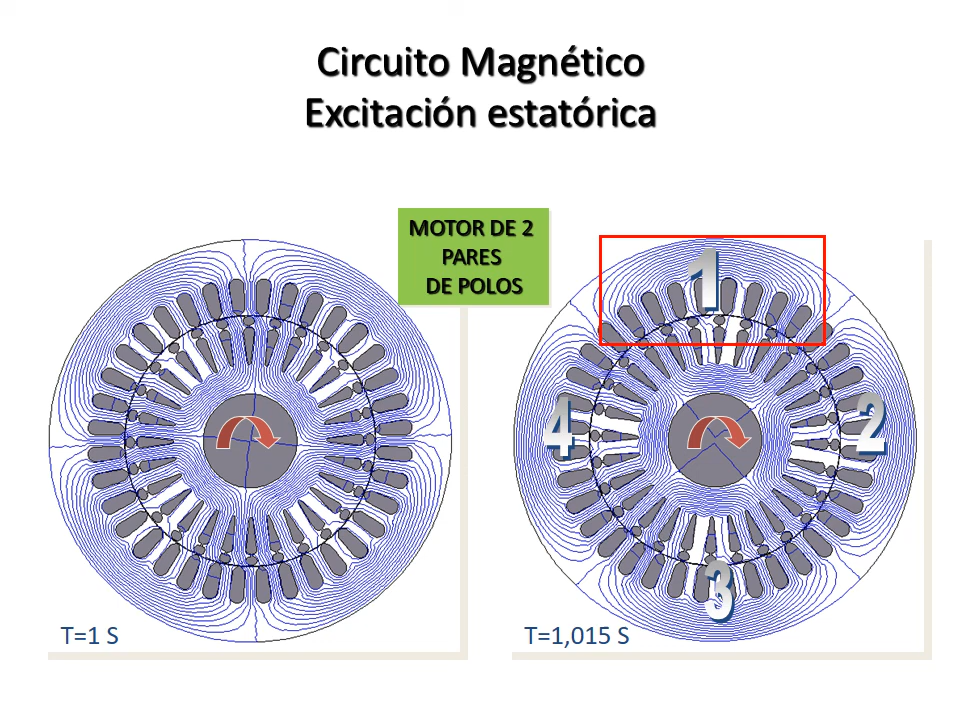 Circuito Magnético
Excitación estatórica
MOTOR DE 2
PARES
DE POLOS
1
4
2
3
T=1 S
T=1,015 S